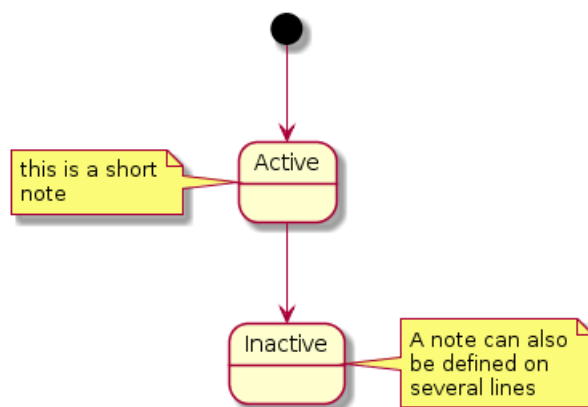 Active
this is a short
note
Inactive
A note can also
be defined on
several lines